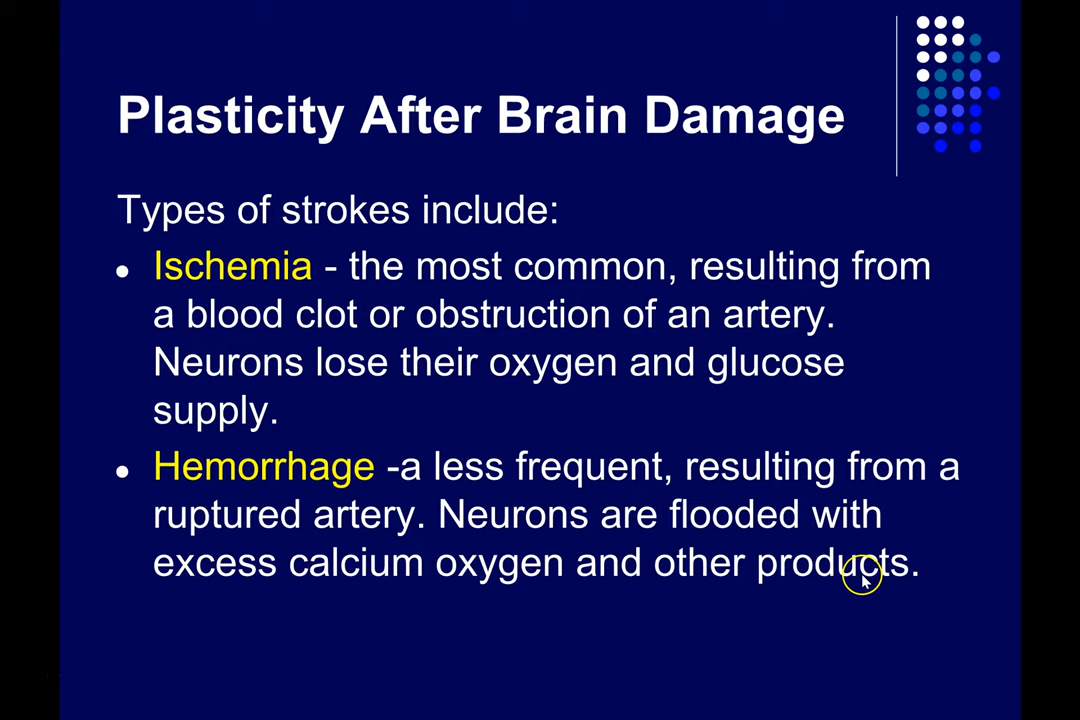 Plasticity After Brain Damage
Types of strokes include:
● Ischemia - the most common, resulting from
a blood clot or obstruction of an artery.
Neurons lose their oxygen and glucose
supply.
● Hemorrhage -a less frequent, resulting from a
ruptured artery. Neurons are flooded with
excess calcium oxygen and other products.